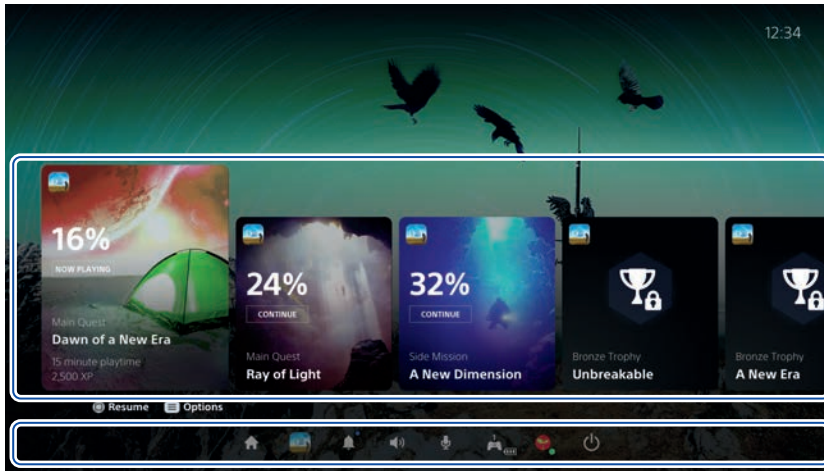 12:34
16%
NOW PLAYING
Main Quest
Dawn of a New Era
15 minute playtime
2,500 XP
24%
CONTINUE
Main Quest
Ray of Light
32%
CONTINUE
Side Mission
A New Dimension
Bronze Trophy
Unbreakable
Bronze Trophy
A New Era
Resume
Options
1